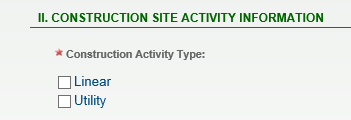 II. CONSTRUCTION SITE ACTIVITY INFORMATION
* Construction Activity Type:
Linear
Utility